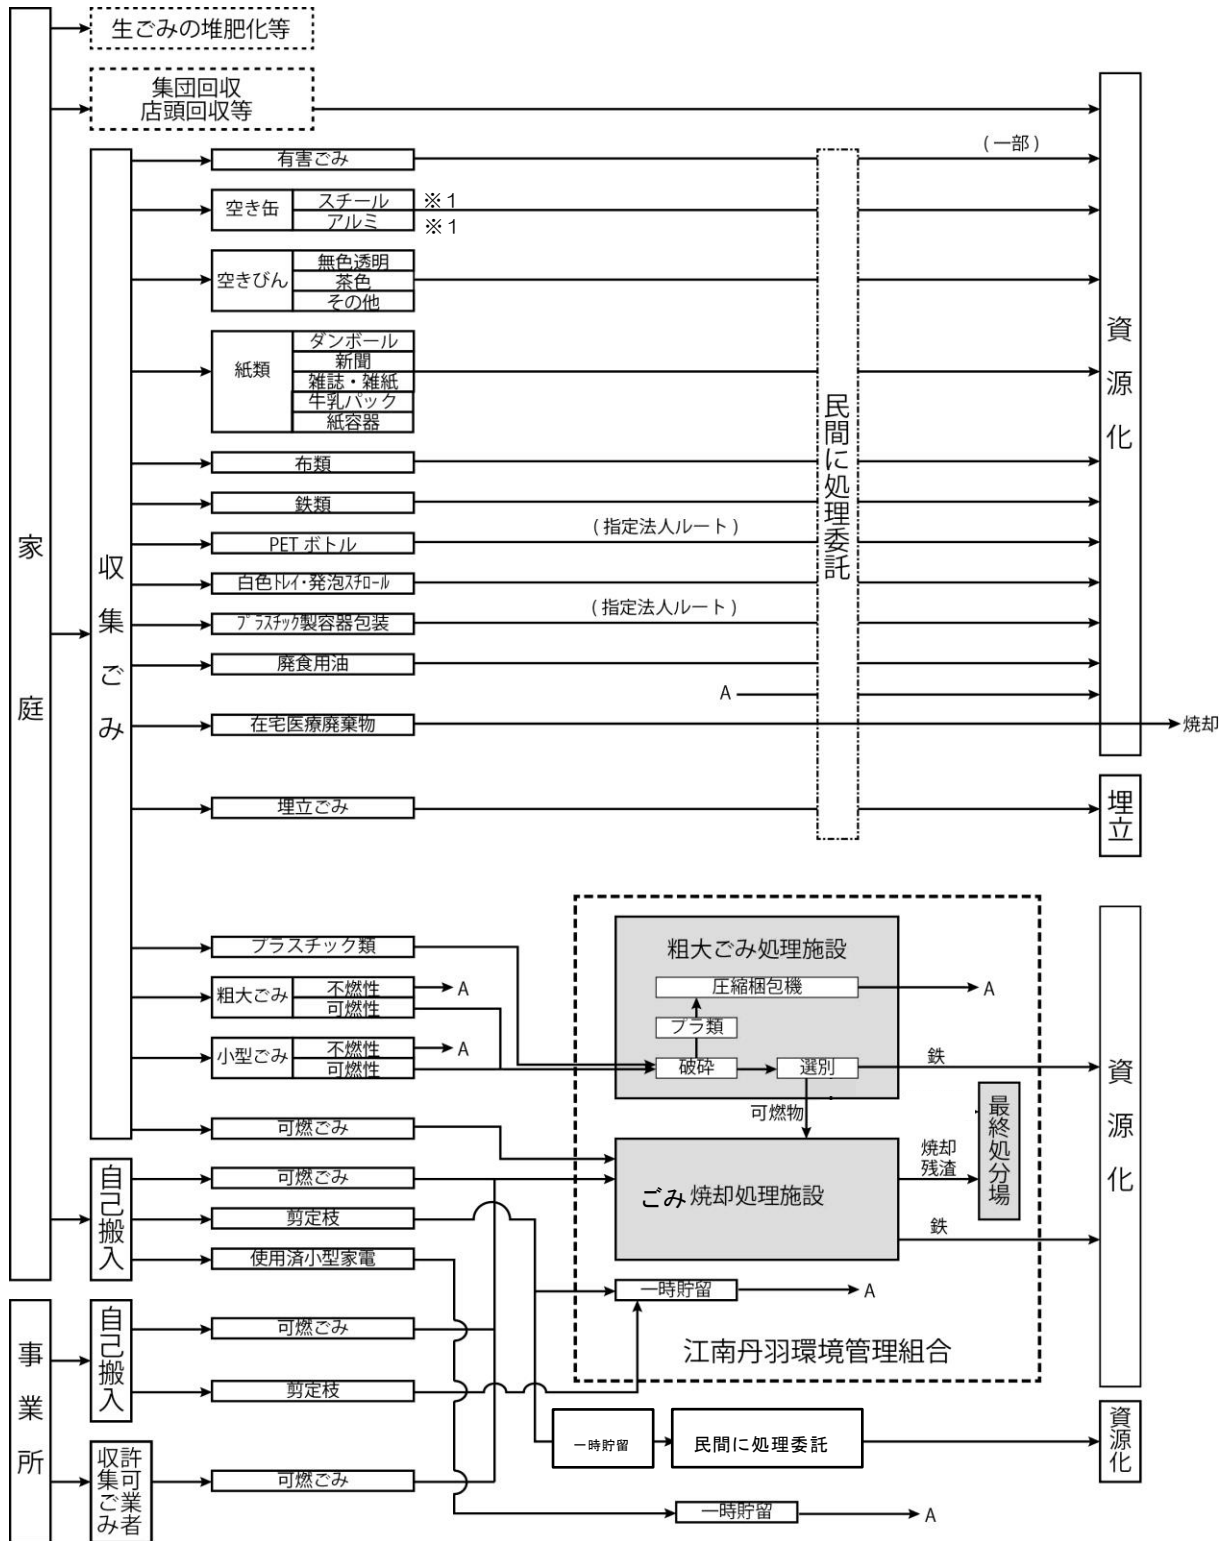 生ごみの堆肥化等
集団回収
店頭回収等
家庭
収集ごみ
有害ごみ
(一部)
空き缶
スチール
※1
アルミ
※1
空きびん
無色透明
茶色
その他
紙類
ダンボール
新聞
雑誌・雑紙
牛乳パック
紙容器
布類
鉄類
PETボトル
(指定法人ルート)
白色トレイ・発泡スチロール
プラスチック製容器包装
(指定法人ルート)
廃食用油
A
在宅医療廃棄物
焼却
埋立ごみ
民間に処理委託
資源化
埋立
プラスチック類
粗大ごみ
不燃性
A
可燃性
小型ごみ
不燃性
A
可燃性
可燃ごみ
粗大ごみ処理施設
圧縮梱包機
A
プラ類
破砕
選別
鉄
可燃物
ごみ焼却処理施設
焼却
残渣
最終処分場
鉄
資源化
自己搬入
可燃ごみ
剪定枝
使用済小型家電
一時貯留
A
江南丹羽環境管理組合
事業所
自己搬入
可燃ごみ
剪定枝
一時貯留
民間に処理委託
資源化
許可業者
収集ごみ
可燃ごみ
一時貯留
A